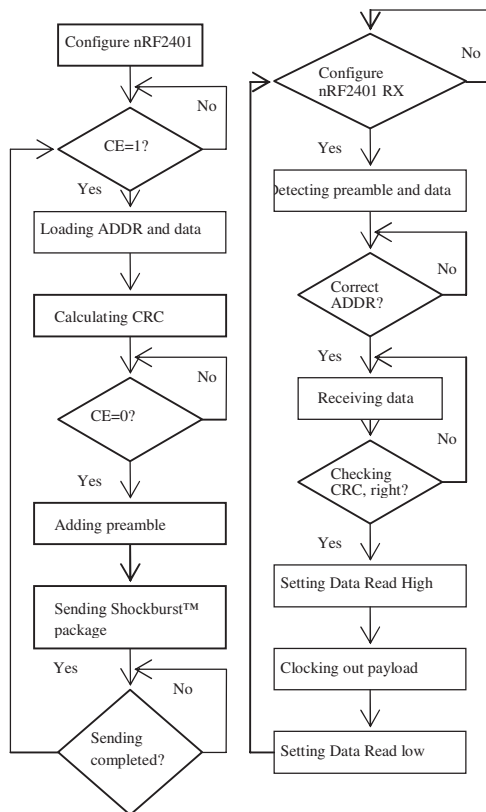 Configure nRF2401
No
CE=1?
Yes
Loading ADDR and data
Calculating CRC
No
CE=0?
Yes
Adding preamble
Sending Shockburst™
package
Yes
No
Sending
completed?
No
Configure
nRF2401 RX
Yes
Detecting preamble and data
No
Correct
ADDR?
Yes
Receiving data
No
Checking
CRC, right?
Yes
Setting Data Read High
Clocking out payload
Setting Data Read low